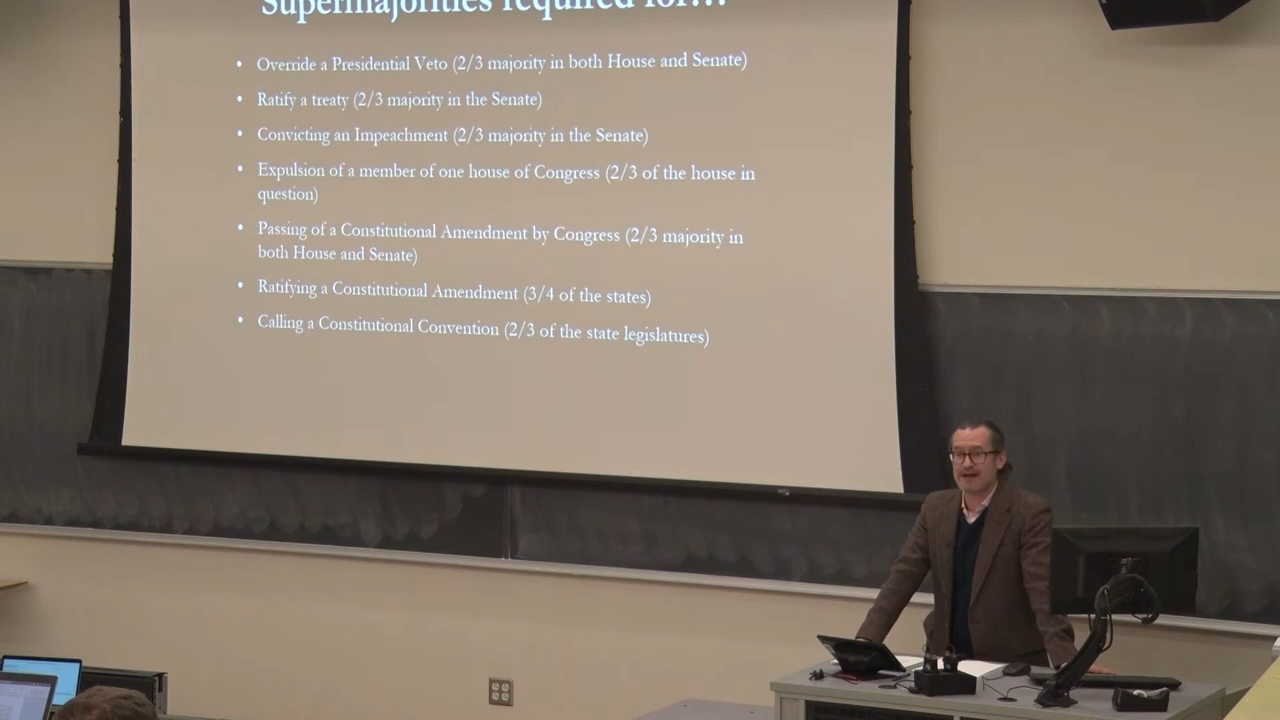 Supermajorities required for...
• Override a Presidential Veto (2/3 majority in both House and Senate)
• Ratify a treaty (2/3 majority in the Senate)
• Convicting an Impeachment (2/3 majority in the Senate)
• Expulsion of a member of one house of Congress (2/3 of the house in
question)
• Passing of a Constitutional Amendment by Congress (2/3 majority in
both House and Senate)
• Ratifying a Constitutional Amendment (3/4 of the states)
• Calling a Constitutional Convention (2/3 of the state legislatures)